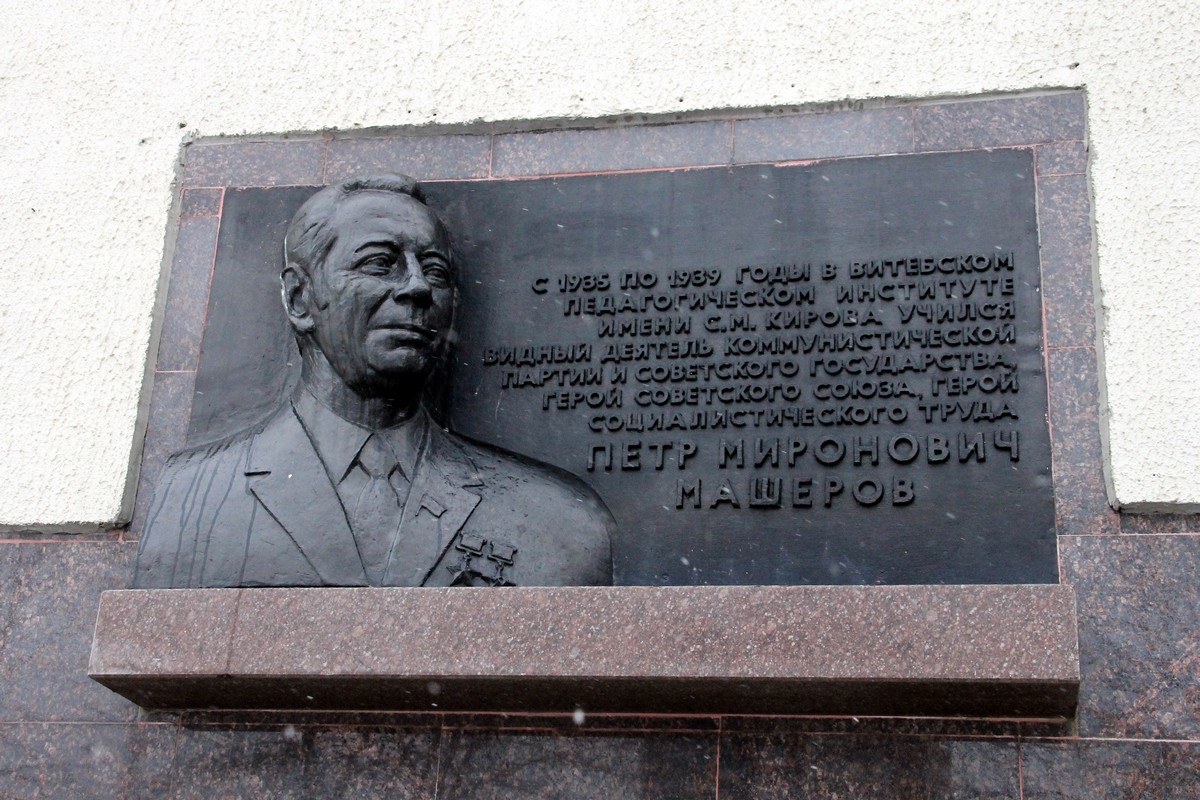 С 1935 ПО 1939 ГОДЫ В ВИТЕБСКОМ
ПЕДАГОГИЧЕСКОМ ИНСТИТУТЕ
ИМЕНИ С.М. КИРОВА УЧИЛСЯ
ВИДНЫЙ ДЕЯТЕЛЬ КОММУНИСТИЧЕСКОЙ
ПАРТИИ И СОВЕТСКОГО ГОСУДАРСТВА,
ГЕРОЙ СОВЕТСКОГО СОЮЗА, ГЕРОЙ
СОЦИАЛИСТИЧЕСКОГО ТРУДА
ПЕТР МИРОНОВИЧ
МАШЕРОВ